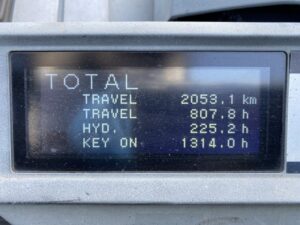 TOTAL
TRAVEL 2053.1 km
TRAVEL 807.8 h
HYD. 225.2 h
KEY ON 1314.0 h